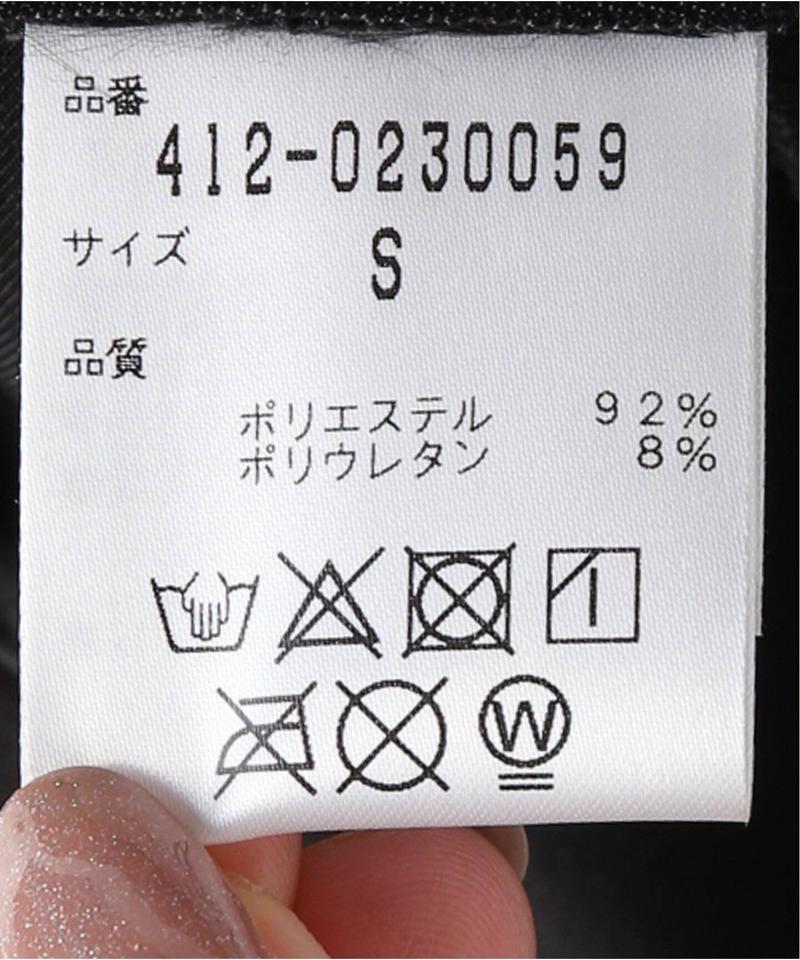 品番
412-0230059
サイズ S
品質
ポリエステル 92%
ポリウレタン 8%
W